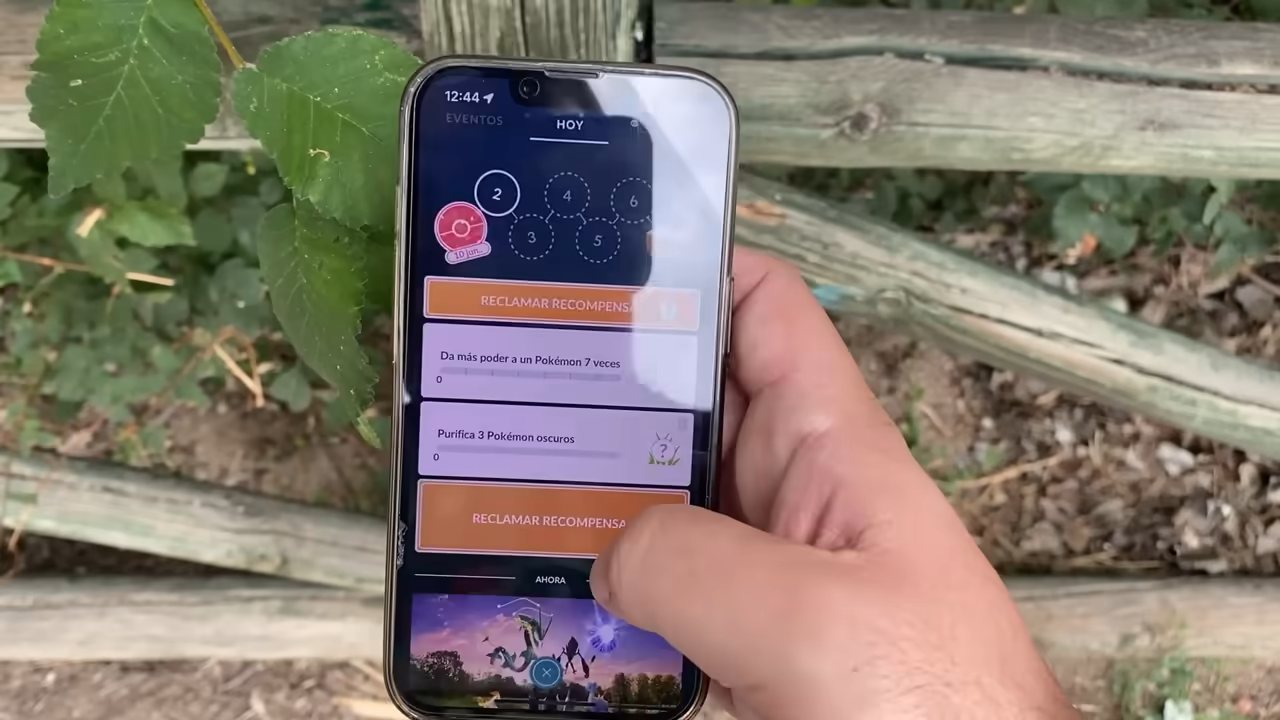 12:44
EVENTOS
HOY
2
4
6
3
5
10 jun...
RECLAMAR RECOMPENSA
Da más poder a un Pokémon 7 veces
0
Purifica 3 Pokémon oscuros
0
?
RECLAMAR RECOMPENSA
AHORA